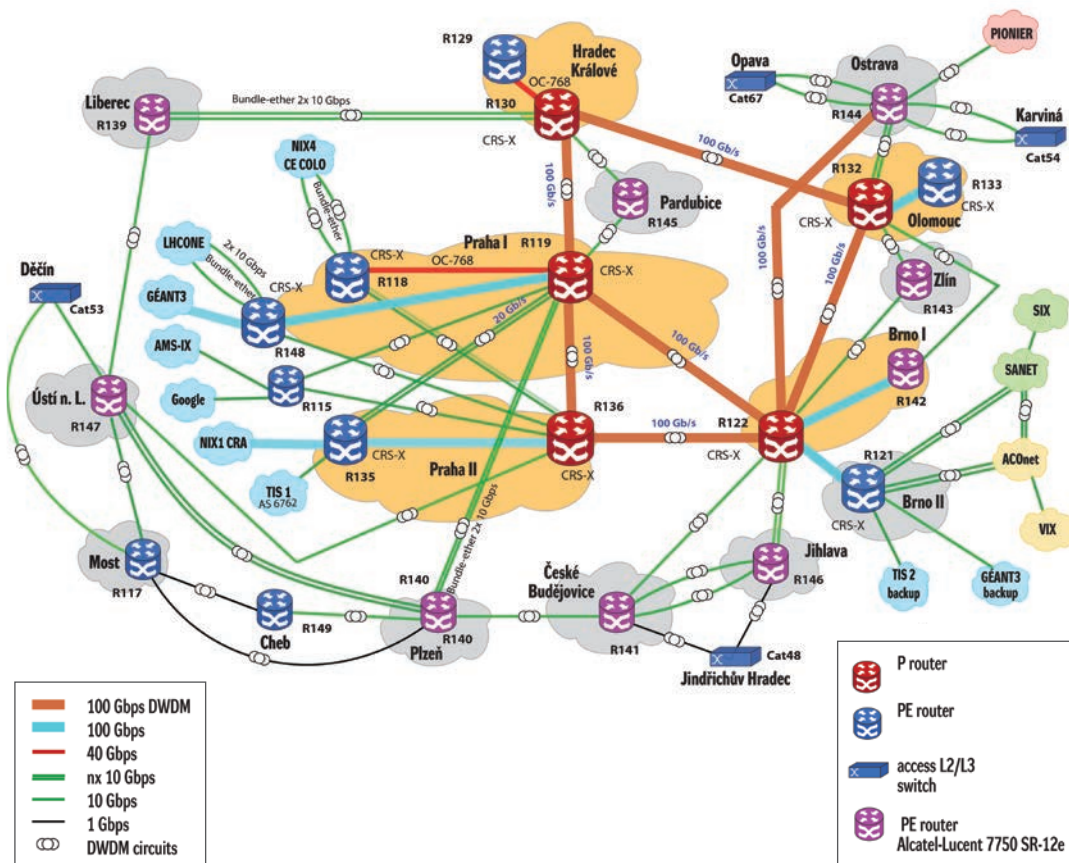 R129
Hradec
Králové
OC-768
R130
CRS-X
Liberec
R139
Bundle-ether 2x 10 Gbps
NIX4
CE COLO
Bundle-ether
100 Gb/s
100 Gb/s
Pardubice
R145
PIONIER
Opava
Cat67
Ostrava
R144
Karviná
Cat54
R132
CRS-X
R133
CRS-X
Olomouc
Zlín
R143
100 Gb/s
100 Gb/s
LHCONE
2x 10 Gbps
Bundle-ether
Praha I
R119
CRS-X
CRS-X
R118
OC-768
CRS-X
R148
20 Gb/s
100 Gb/s
100 Gb/s
Děčín
Cat53
GÉANT3
AMS-IX
Google
R115
Ústí n. L.
R147
NIX1 CRA
R135
CRS-X
TIS 1
AS 6762
Praha II
R136
CRS-X
100 Gb/s
R122
CRS-X
Brno I
R142
R121
CRS-X
Brno II
SIX
SANET
ACOnet
VIX
TIS 2
backup
GÉANT3
backup
Most
R117
Cheb
R149
R140
Bundle-ether 2x 10 Gbps
R140
Plzeň
České
Budějovice
R141
Jihlava
R146
Cat48
Jindřichův Hradec
100 Gbps DWDM
100 Gbps
40 Gbps
nx 10 Gbps
10 Gbps
1 Gbps
DWDM circuits
P router
PE router
access L2/L3
switch
PE router
Alcatel-Lucent 7750 SR-12e